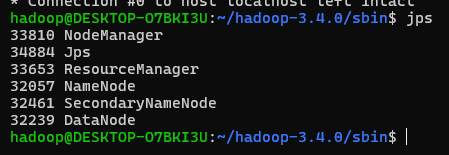 * Connection #0 to host localhost left intact
hadoop@DESKTOP-O7BKI3U:~/hadoop-3.4.0/sbin$ jps
33810 NodeManager
34884 Jps
33653 ResourceManager
32057 NameNode
32461 SecondaryNameNode
32239 DataNode
hadoop@DESKTOP-O7BKI3U:~/hadoop-3.4.0/sbin$